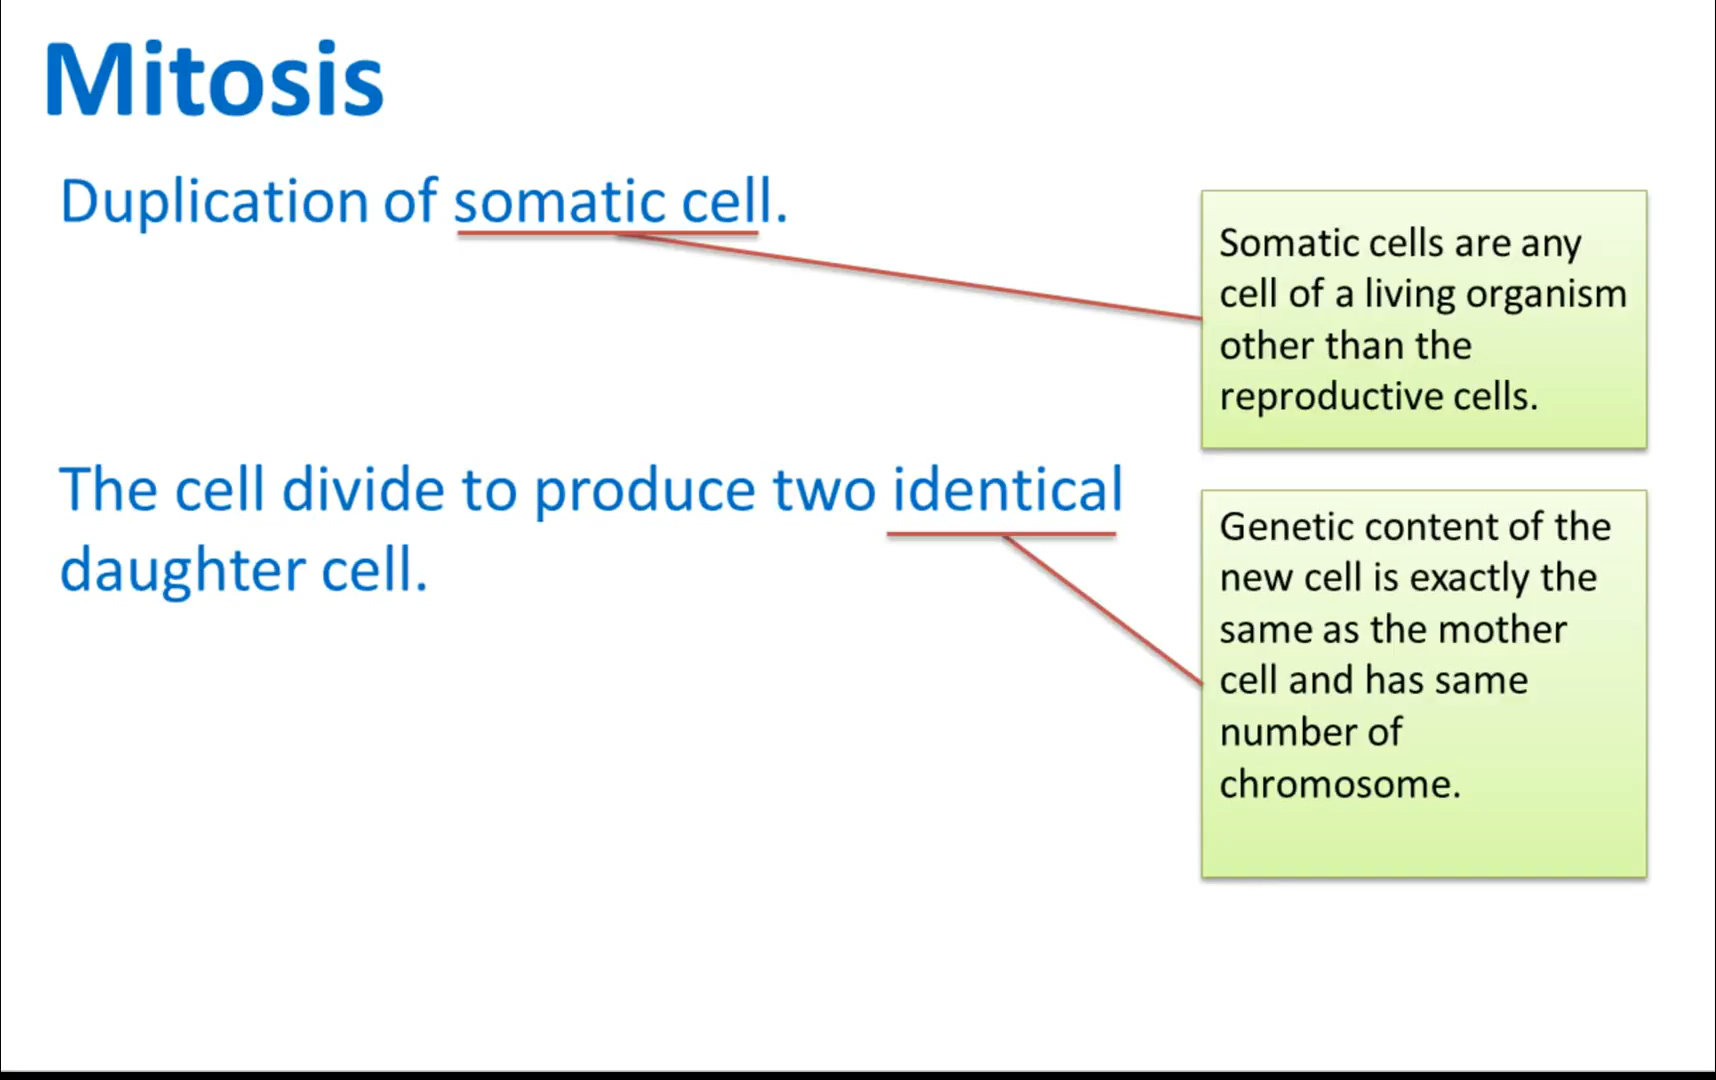 Mitosis
Duplication of somatic cell.
Somatic cells are any
cell of a living organism
other than the
reproductive cells.
The cell divide to produce two identical
daughter cell.
Genetic content of the
new cell is exactly the
same as the mother
cell and has same
number of
chromosome.